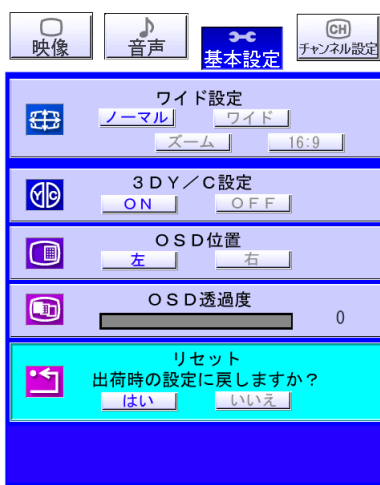 映像
音声
基本設定
CH
チャンネル設定
ワイド設定
ノーマル ワイド
ズーム 16:9
Y/C
3DY／C設定
ON OFF
OSD位置
左 右
OSD透過度
0
リセット
出荷時の設定に戻しますか？
はい いいえ